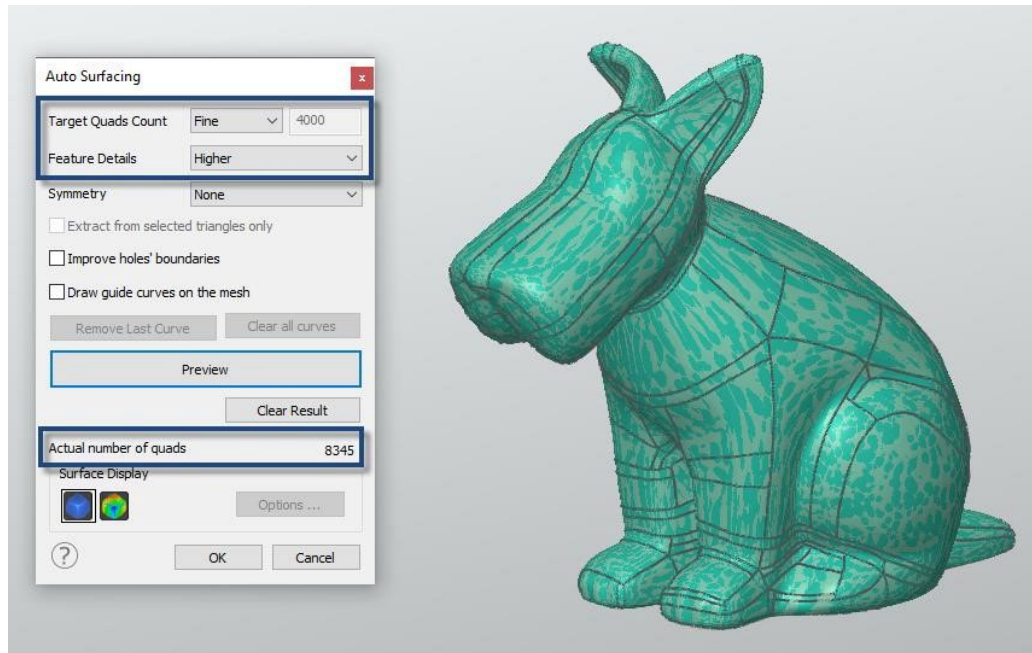 Auto Surfacing x
Target Quads Count Fine 4000
Feature Details Higher
Symmetry None
Extract from selected triangles only
Improve holes' boundaries
Draw guide curves on the mesh
Remove Last Curve Clear all curves
Preview
Clear Result
Actual number of quads 8345
Surface Display
Options ...
? OK Cancel